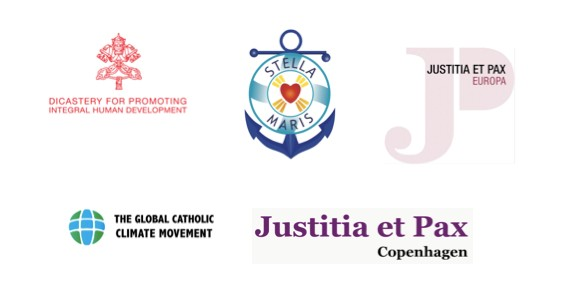 DICASTERY FOR PROMOTING
INTEGRAL HUMAN DEVELOPMENT
STELLA
MARIS
JP
JUSTITIA ET PAX
EUROPA
THE GLOBAL CATHOLIC
CLIMATE MOVEMENT
Justitia et Pax
Copenhagen